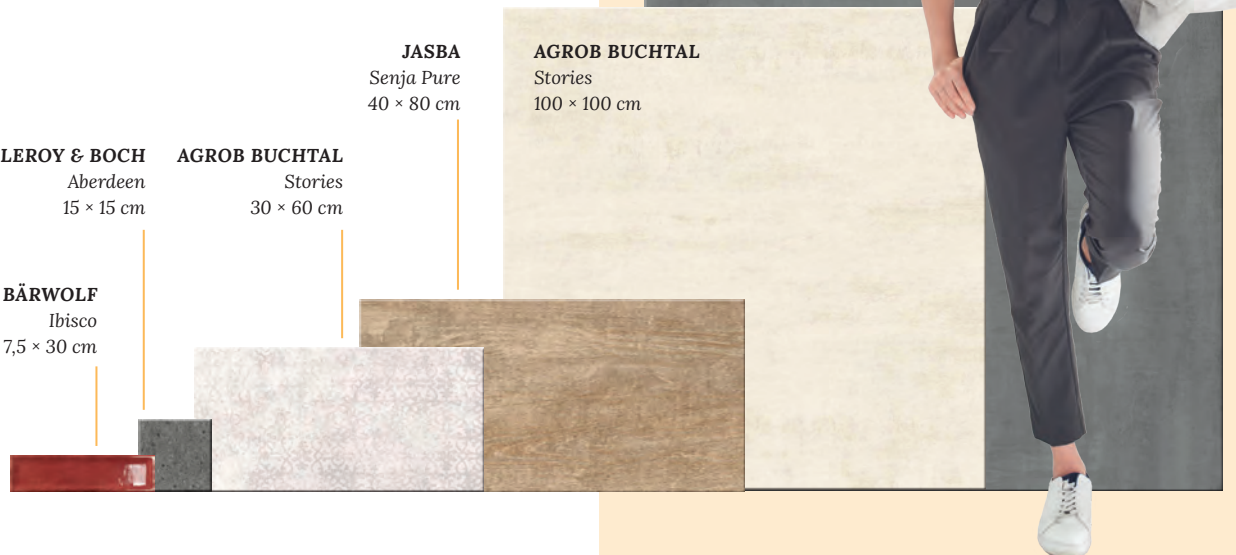 JASBA
Senja Pure
40 × 80 cm
AGROB BUCHTAL
Stories
100 × 100 cm
LEROY & BOCH
Aberdeen
15 × 15 cm
AGROB BUCHTAL
Stories
30 × 60 cm
BÄRWOLF
Ibisco
7,5 × 30 cm